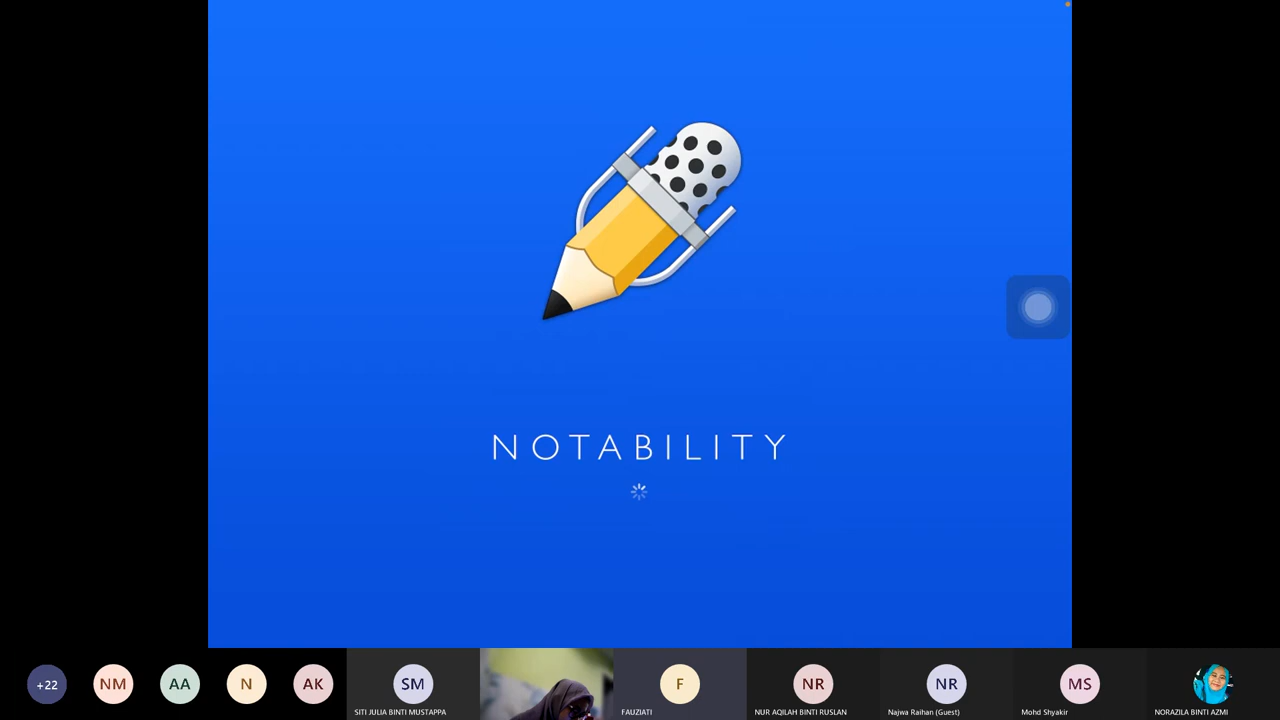 NOTABILITY
+22
NM
AA
N
AK
SM
F
NR
NR
MS
SITI JULIA BINTI MUSTAPPA
FAUZIATI
NUR AQILAH BINTI RUSLAN
Najwa Raihan (Guest)
Mohd Shyakir
NORAZILA BINTI AZMI